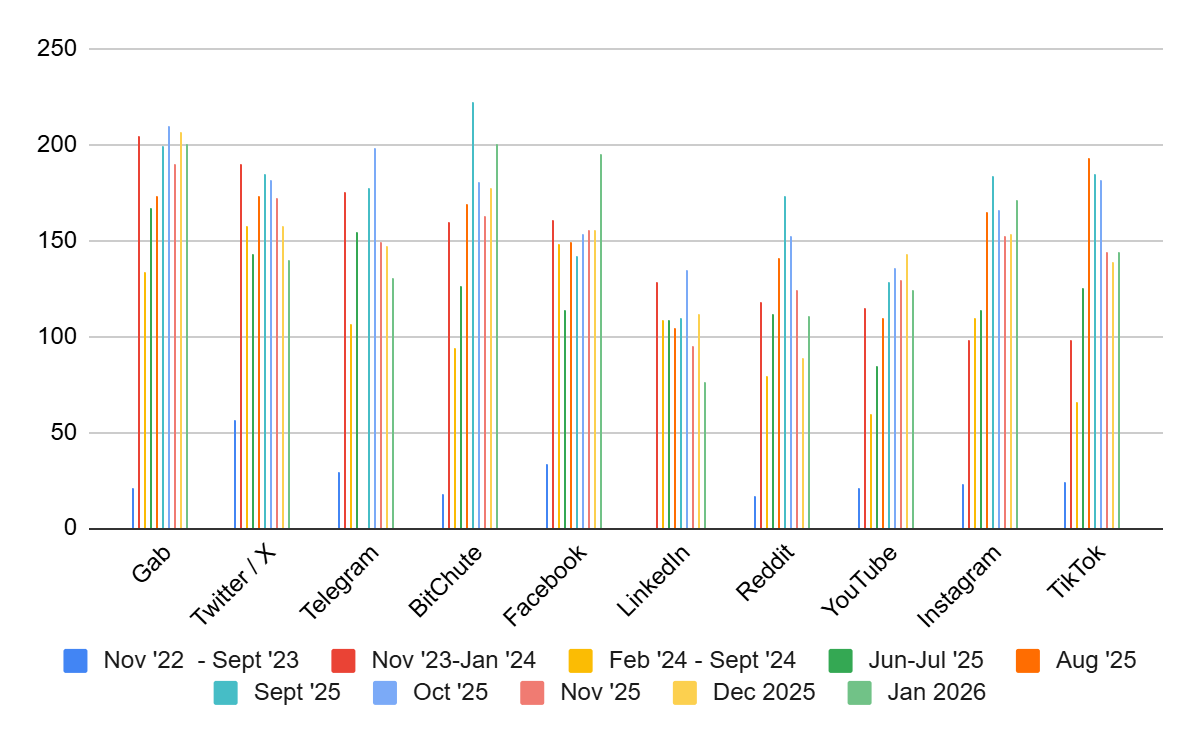 250
200
150
100
50
0
Gab
Twitter / X
Telegram
BitChute
Facebook
LinkedIn
Reddit
YouTube
Instagram
TikTok
Nov '22  - Sept '23
Nov '23-Jan '24
Feb '24 - Sept '24
Jun-Jul '25
Aug '25
Sept '25
Oct '25
Nov '25
Dec 2025
Jan 2026